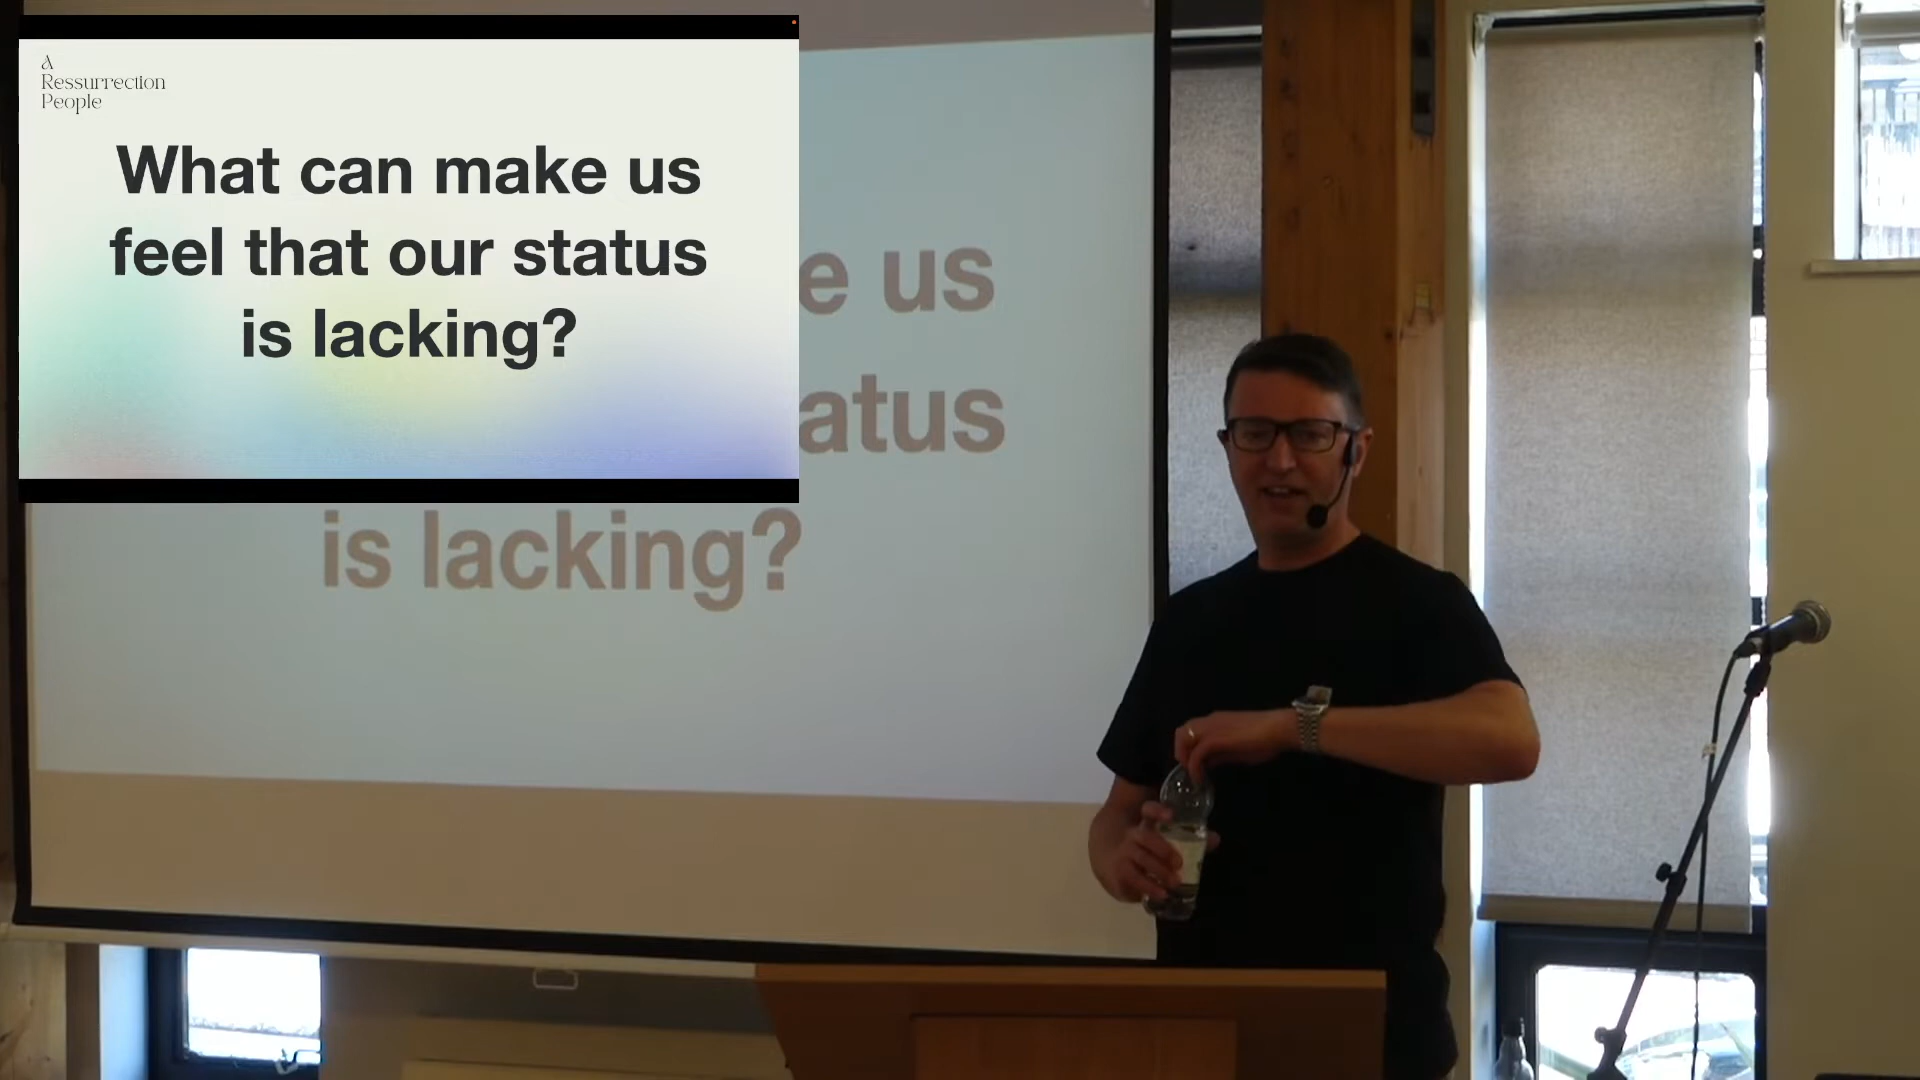 A
Ressurrection
People
What can make us
feel that our status
is lacking?
e us
atus
is lacking?